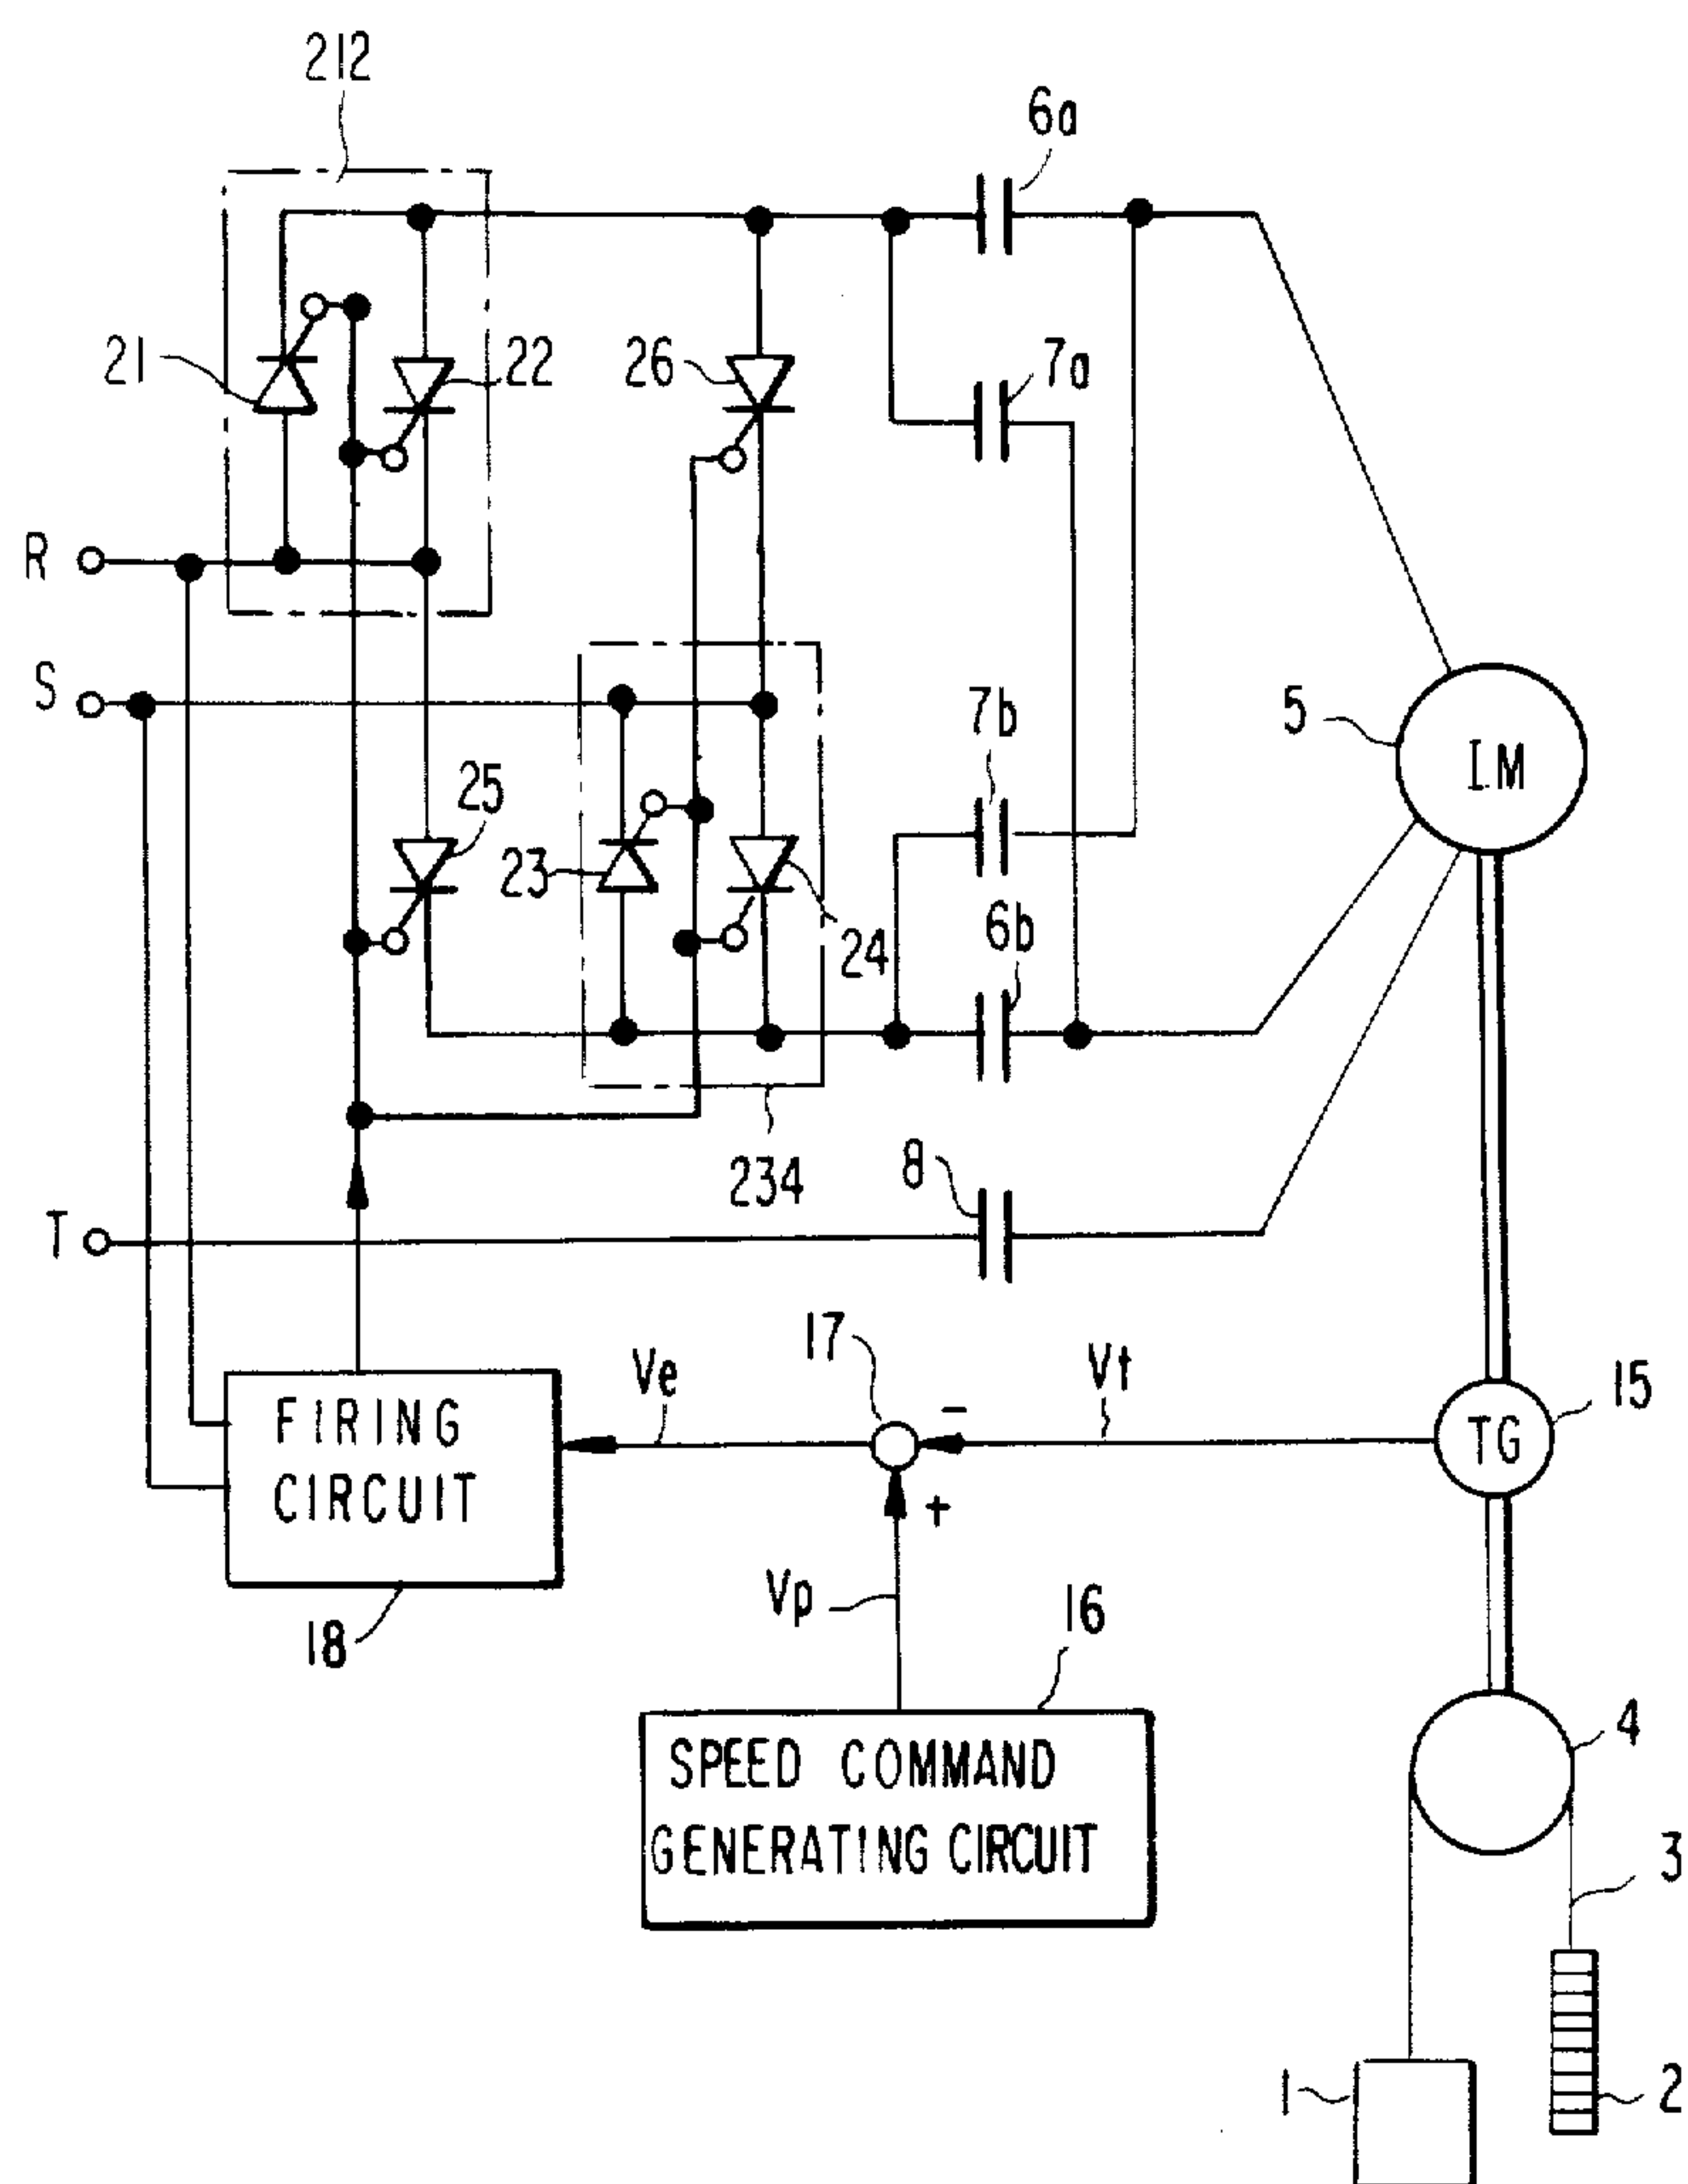 212
6a
21
22
26
7a
R
S
25
7b
5
IM
23
24
6b
234
8
T
17
Ve
Vt
15
FIRING
CIRCUIT
-
TG
+
18
Vp
16
SPEED COMMAND
GENERATING CIRCUIT
4
3
1
2